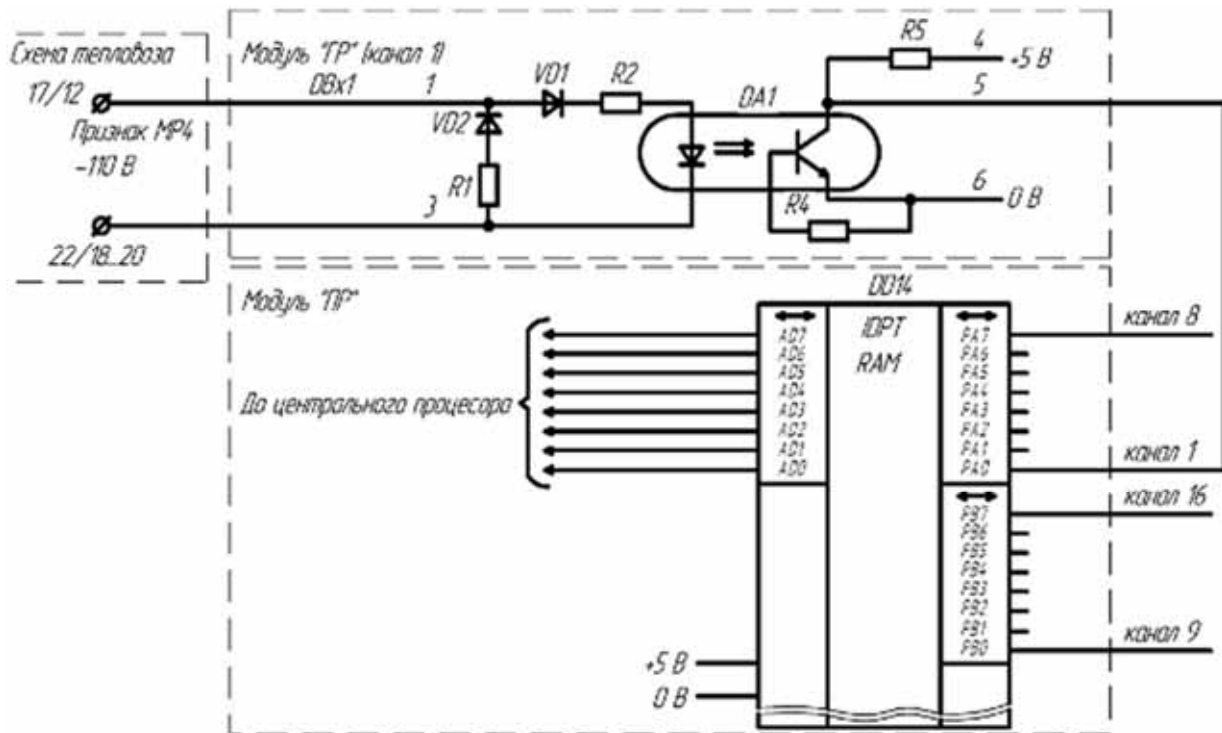 Схема тепловоза
17/12
Признак МР4
~110 В
22/18...20
Модуль "ГР" (канал 1)
DВх1
1
VD1
R2
VD2
R1
3
DA1
R5
4
+5 В
5
R4
6
0 В
Модуль "ПР"
До центрального процесора
DD14
IOPT
RAM
AD7
AD6
AD5
AD4
AD3
AD2
AD1
AD0
PA7
PA6
PA5
PA4
PA3
PA2
PA1
PA0
PB7
PB6
PB5
PB4
PB3
PB2
PB1
PB0
канал 8
канал 1
канал 16
канал 9
+5 В
0 В